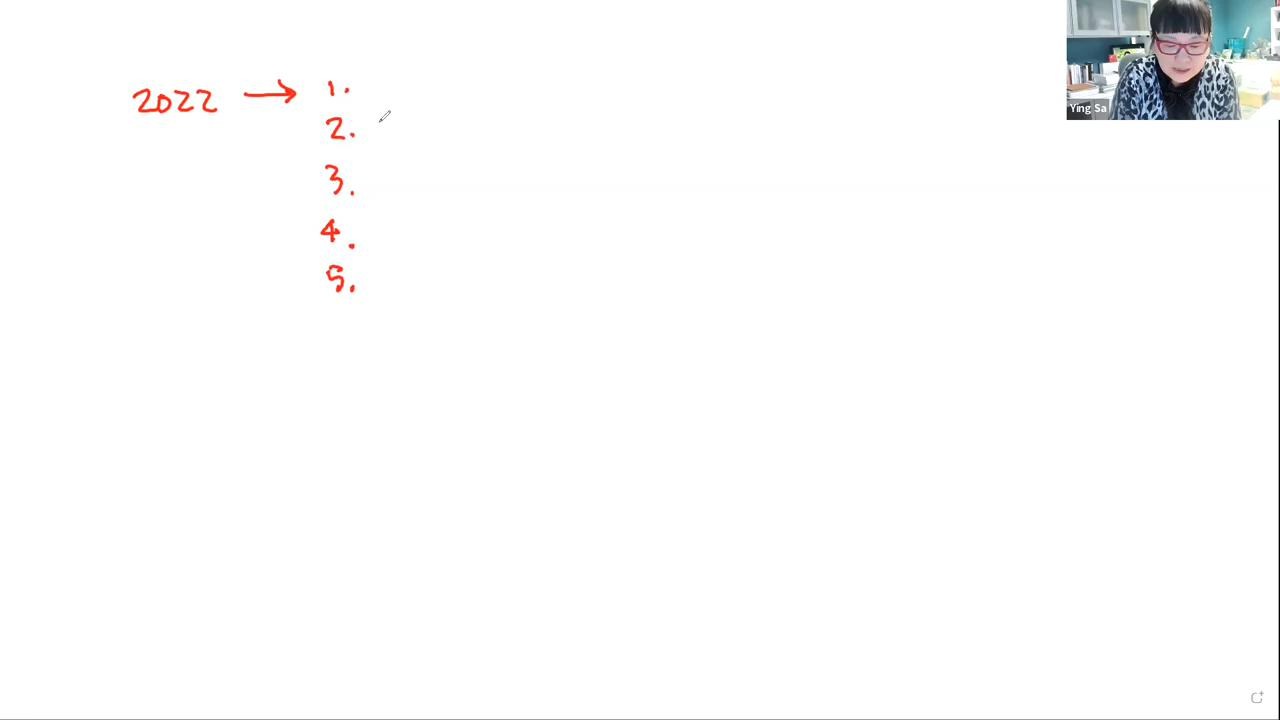 2022 → 1.
2.
3.
4.
5.
Ying Sa